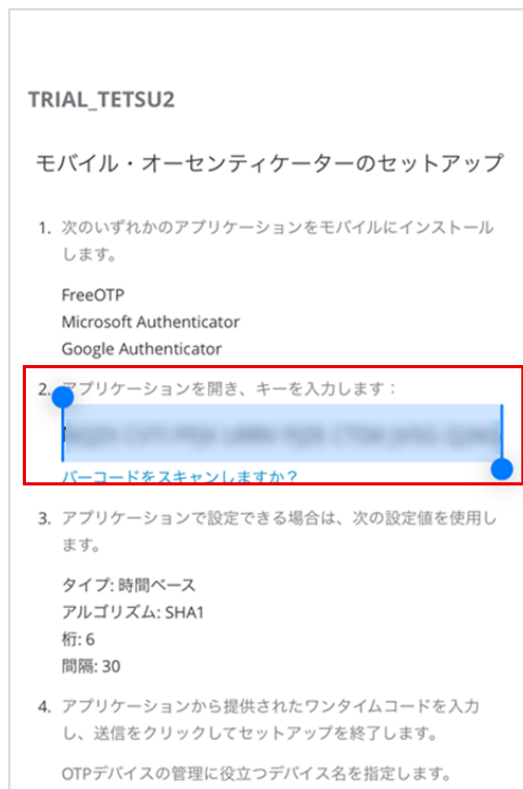 TRIAL_TETSU2
モバイル・オーセンティケーターのセットアップ
1. 次のいずれかのアプリケーションをモバイルにインストール
します。
FreeOTP
Microsoft Authenticator
Google Authenticator
2. アプリケーションを開き、キーを入力します：
バーコードをスキャンしますか？
3. アプリケーションで設定できる場合は、次の設定値を使用し
ます。
タイプ: 時間ベース
アルゴリズム: SHA1
桁: 6
間隔: 30
4. アプリケーションから提供されたワンタイムコードを入力
し、送信をクリックしてセットアップを終了します。
OTPデバイスの管理に役立つデバイス名を指定します。